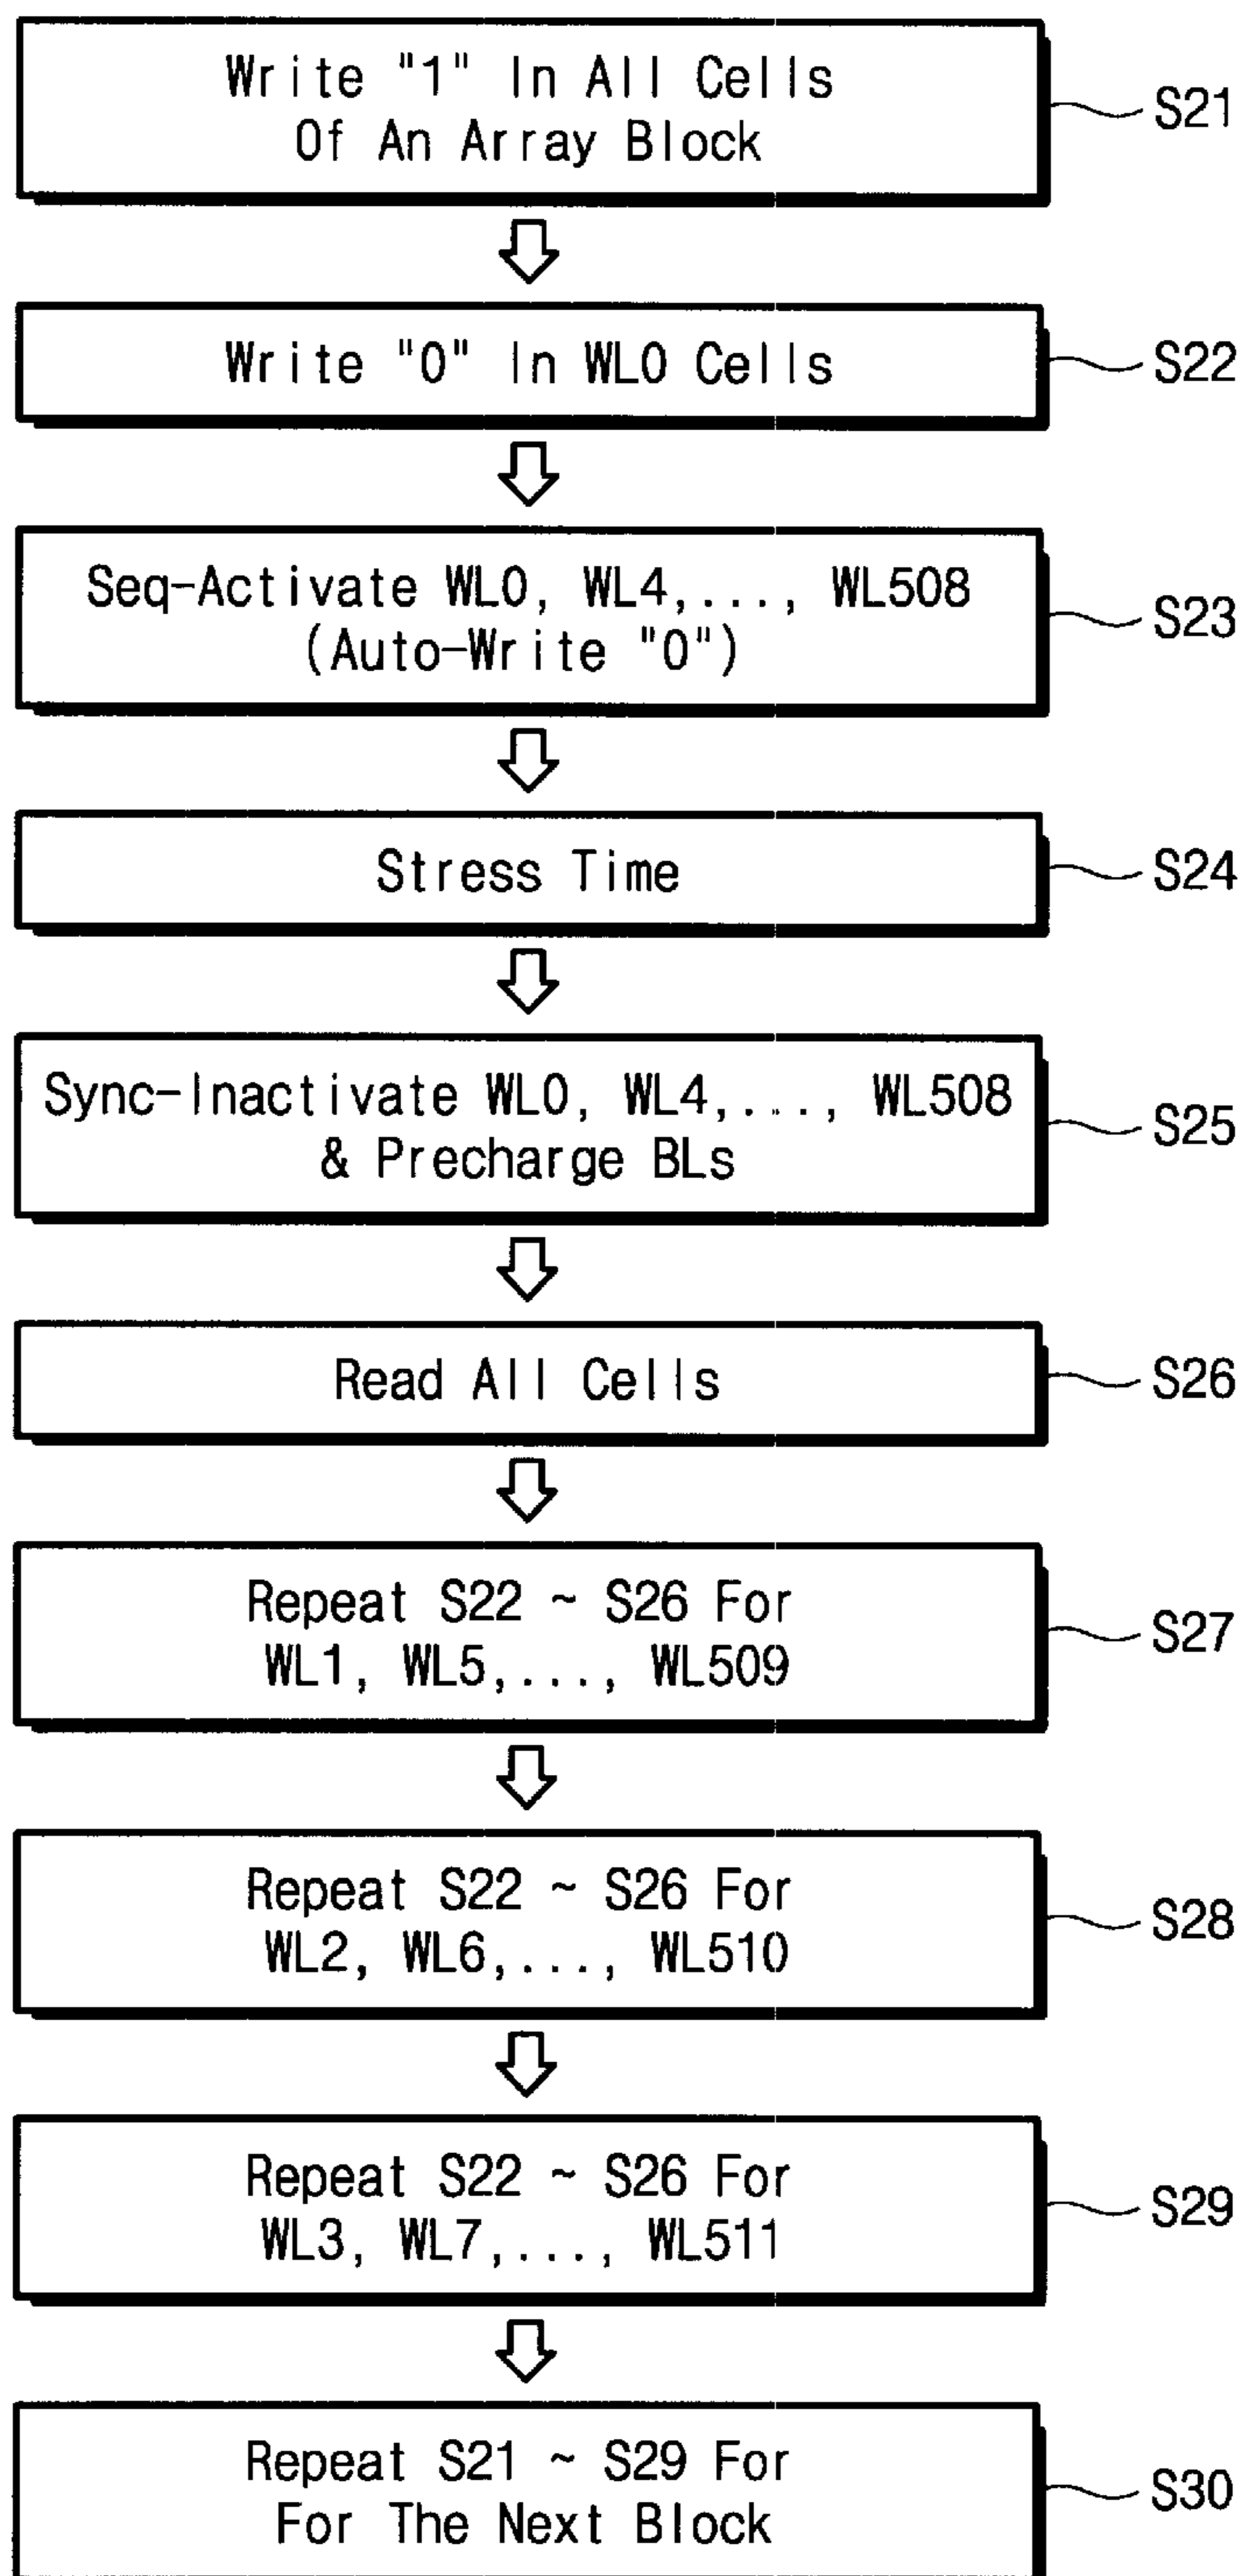 Write "1" In All Cells
Of An Array Block
S21
Write "0" In WL0 Cells
S22
Seq-Activate WL0, WL4,..., WL508
(Auto-Write "0")
S23
Stress Time
S24
Sync-Inactivate WL0, WL4,..., WL508
& Precharge BLs
S25
Read All Cells
S26
Repeat S22 ~ S26 For
WL1, WL5,..., WL509
S27
Repeat S22 ~ S26 For
WL2, WL6,..., WL510
S28
Repeat S22 ~ S26 For
WL3, WL7,..., WL511
S29
Repeat S21 ~ S29 For
For The Next Block
S30